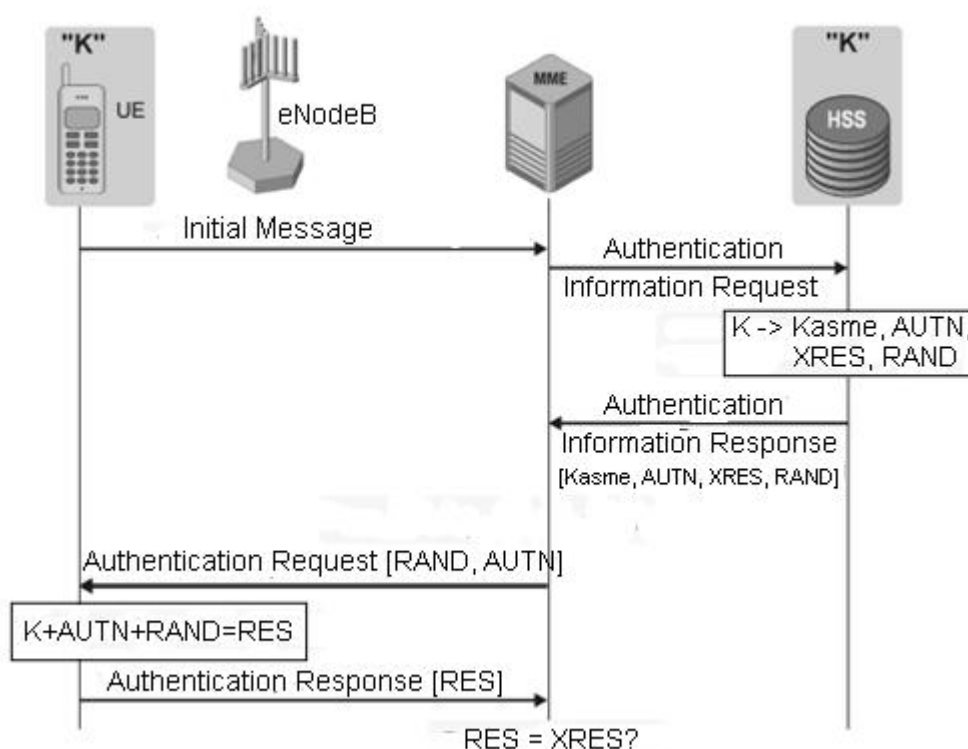 "K"
"K"
UE
eNodeB
MME
HSS
Initial Message
Authentication
Information Request
K -> Kasme, AUTN,
XRES, RAND
Authentication
Information Response
[Kasme, AUTN, XRES, RAND]
Authentication Request [RAND, AUTN]
K+AUTN+RAND=RES
Authentication Response [RES]
RES = XRES?